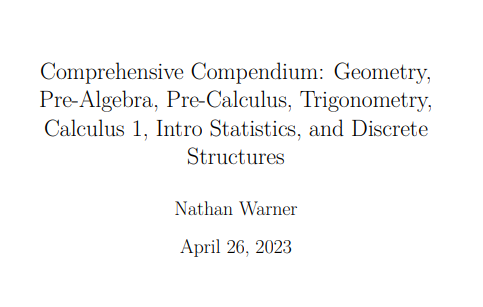 Comprehensive Compendium: Geometry,
Pre-Algebra, Pre-Calculus, Trigonometry,
Calculus 1, Intro Statistics, and Discrete
Structures
Nathan Warner
April 26, 2023